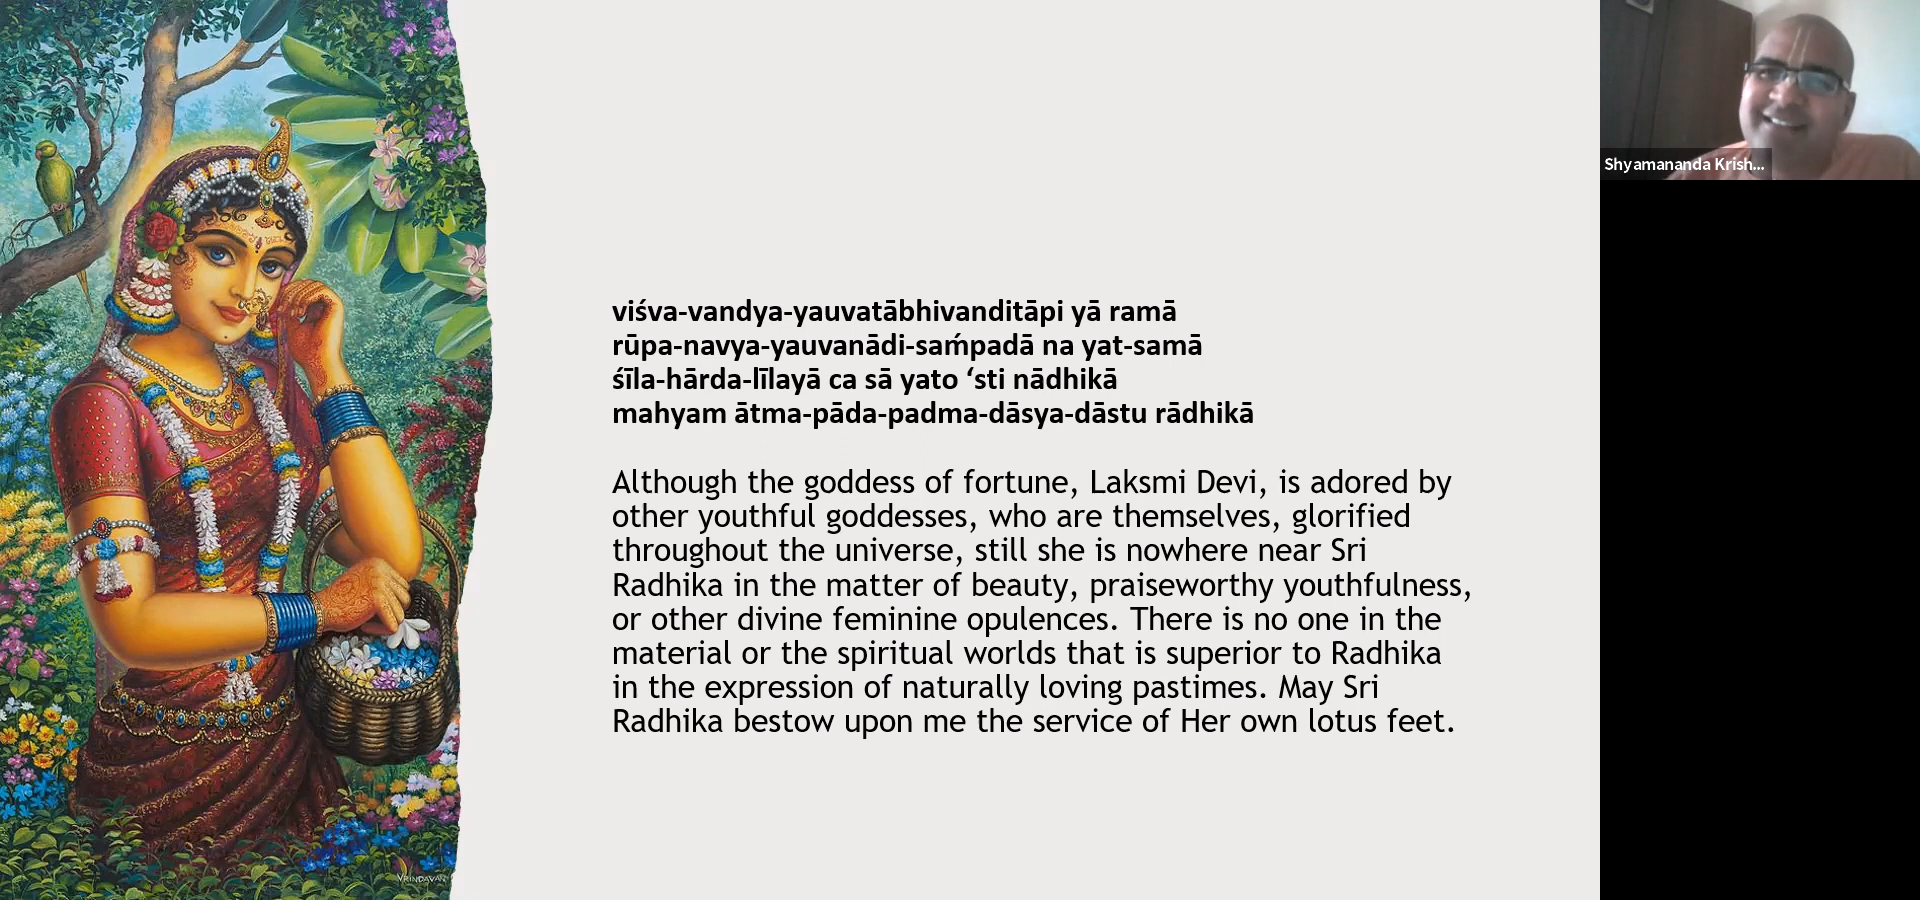 viśva-vandya-yauvatābhivanditāpi yā ramā
rūpa-navya-yauvanādi-saḿpadā na yat-samā
śīla-hārda-līlayā ca sā yato ‘sti nādhikā
mahyam ātma-pāda-padma-dāsya-dāstu rādhikā
Although the goddess of fortune, Laksmi Devi, is adored by
other youthful goddesses, who are themselves, glorified
throughout the universe, still she is nowhere near Sri
Radhika in the matter of beauty, praiseworthy youthfulness,
or other divine feminine opulences. There is no one in the
material or the spiritual worlds that is superior to Radhika
in the expression of naturally loving pastimes. May Sri
Radhika bestow upon me the service of Her own lotus feet.
Shyamananda Krish...
VRINDAVAN